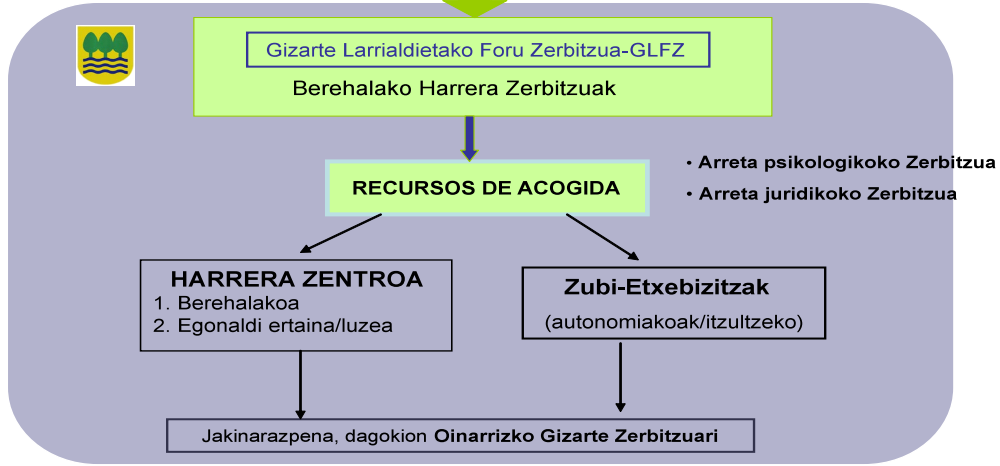 Gizarte Larrialdietako Foru Zerbitzua-GLFZ
Berehalako Harrera Zerbitzuak
• Arreta psikologikoko Zerbitzua
• Arreta juridikoko Zerbitzua
RECURSOS DE ACOGIDA
HARRERA ZENTROA
1. Berehalakoa
2. Egonaldi ertaina/luzea
Zubi-Etxebizitzak
(autonomiakoak/itzultzeko)
Jakinarazpena, dagokion Oinarrizko Gizarte Zerbitzuari